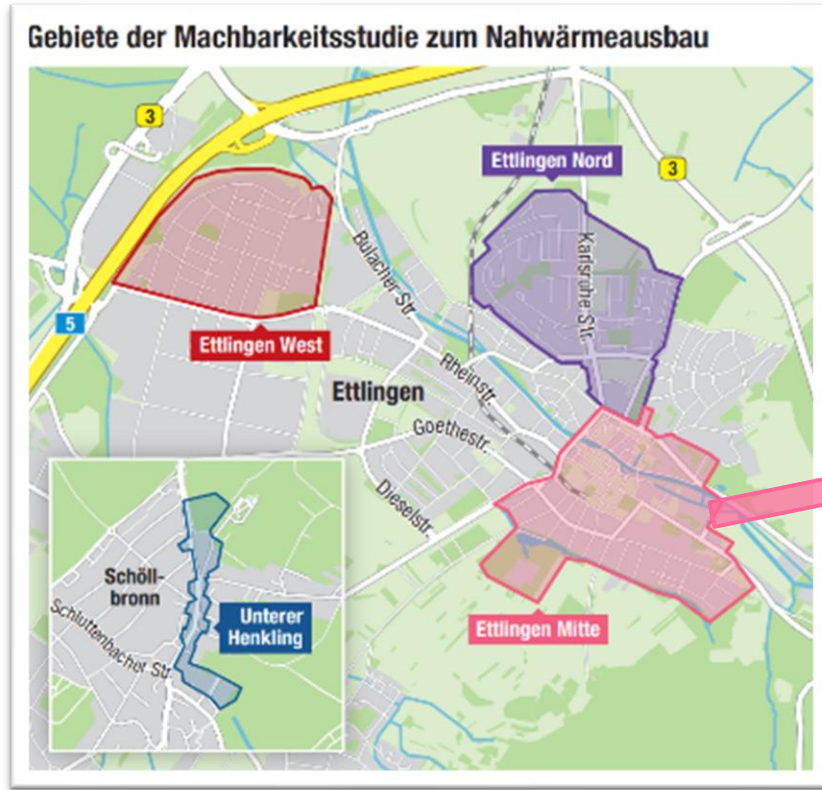 Gebiete der Machbarkeitsstudie zum Nahwärmeausbau
3
Ettlingen Nord
3
Bulacher Str.
Karlsruhe Str.
5
Ettlingen West
Rheinstr.
Ettlingen
Goethestr.
Dieselstr.
Schöll-
bronn
Schluttenbacher Str.
Unterer
Henkling
Ettlingen Mitte